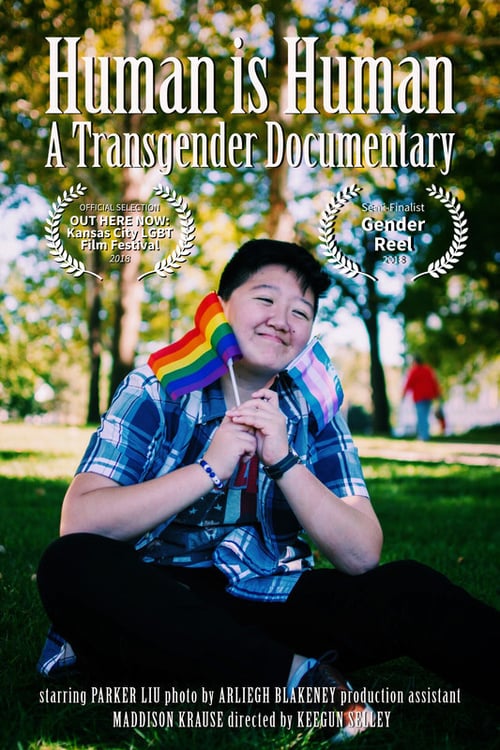 Human is Human
A Transgender Documentary
OFFICIAL SELECTION
OUT HERE NOW:
Kansas City LGBT
Film Festival
2018
Semi-Finalist
Gender
Reel
2018
starring PARKER LIU photo by ARLIEGH BLAKENEY production assistant
MADDISON KRAUSE directed by KEEGUN SELLEY